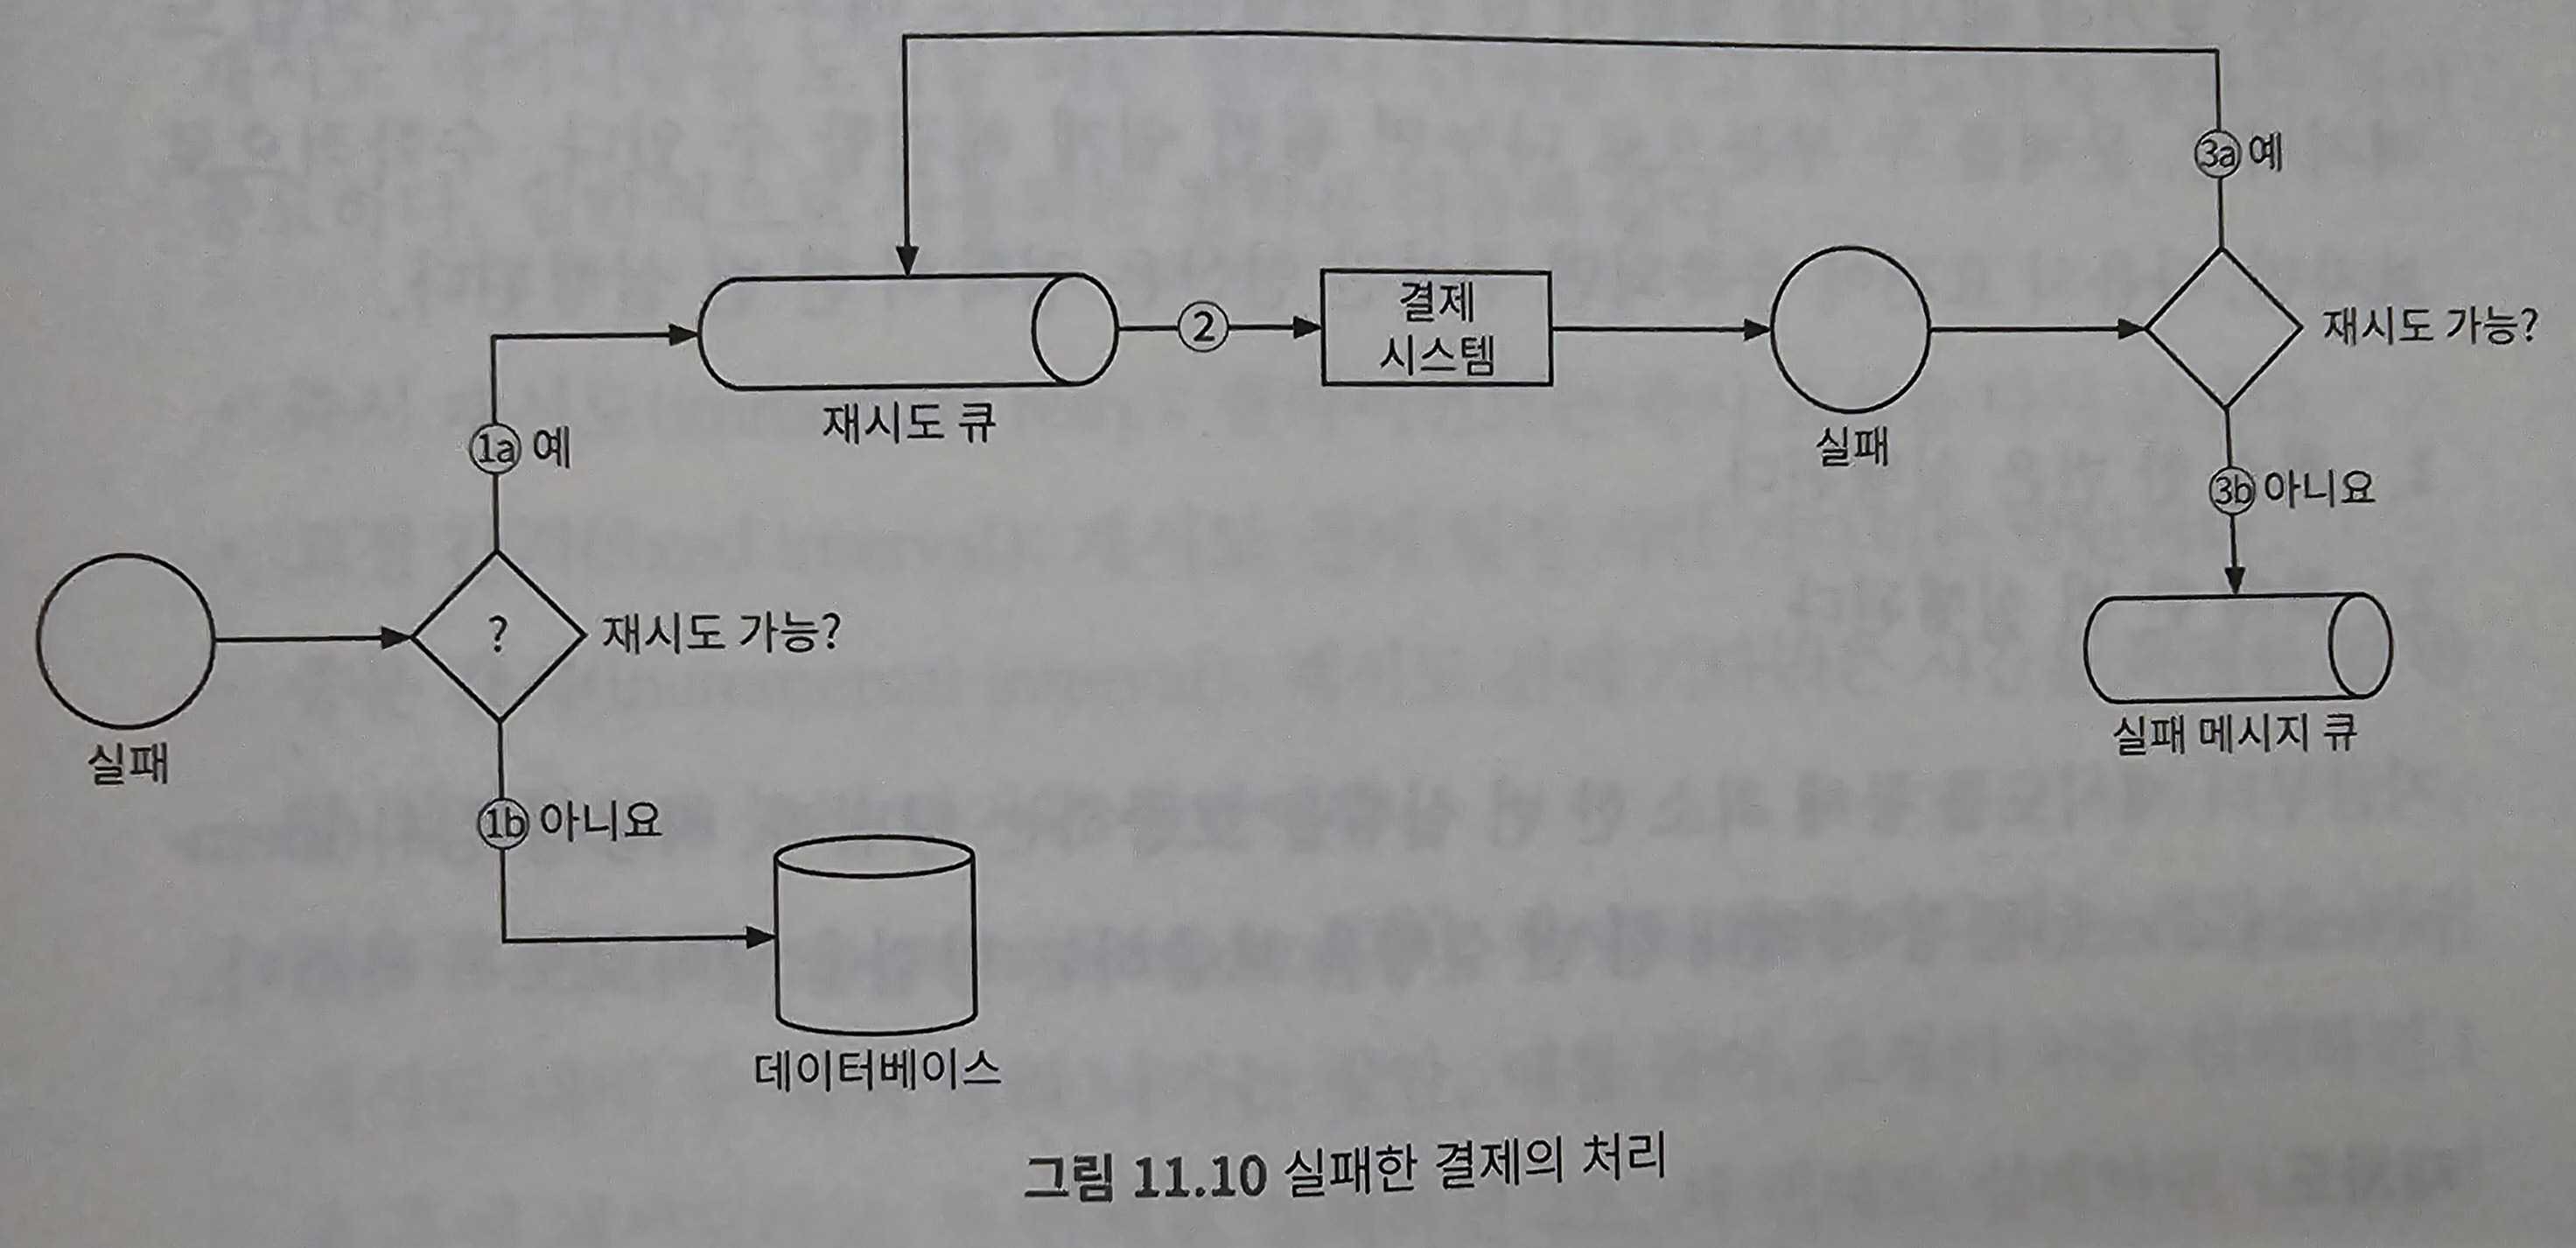 3a 예
결제
시스템
2
재시도 가능?
재시도 큐
실패
1a 예
3b 아니요
?
재시도 가능?
실패 메시지 큐
실패
1b 아니요
데이터베이스
그림 11.10 실패한 결제의 처리